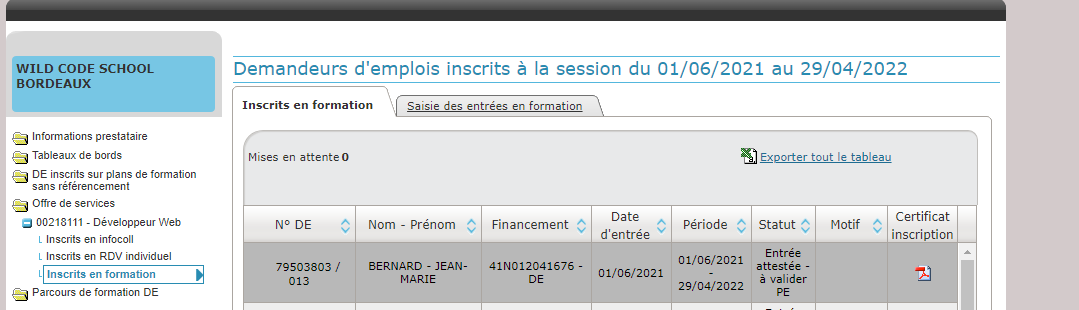 WILD CODE SCHOOL
BORDEAUX
Informations prestataire
Tableaux de bords
DE inscrits sur plans de formation
sans référencement
Offre de services
00218111 - Développeur Web
Inscrits en infocoll
Inscrits en RDV individuel
Inscrits en formation
Parcours de formation DE
Demandeurs d'emplois inscrits à la session du 01/06/2021 au 29/04/2022
Inscrits en formation
Saisie des entrées en formation
Mises en attente 0
Exporter tout le tableau
N° DE
Nom - Prénom
Financement
Date
d'entrée
Période
Statut
Motif
Certificat
inscription
79503803 /
013
BERNARD - JEAN-
MARIE
41N012041676 -
DE
01/06/2021
01/06/2021
-
29/04/2022
Entrée
attestée -
à valider
PE